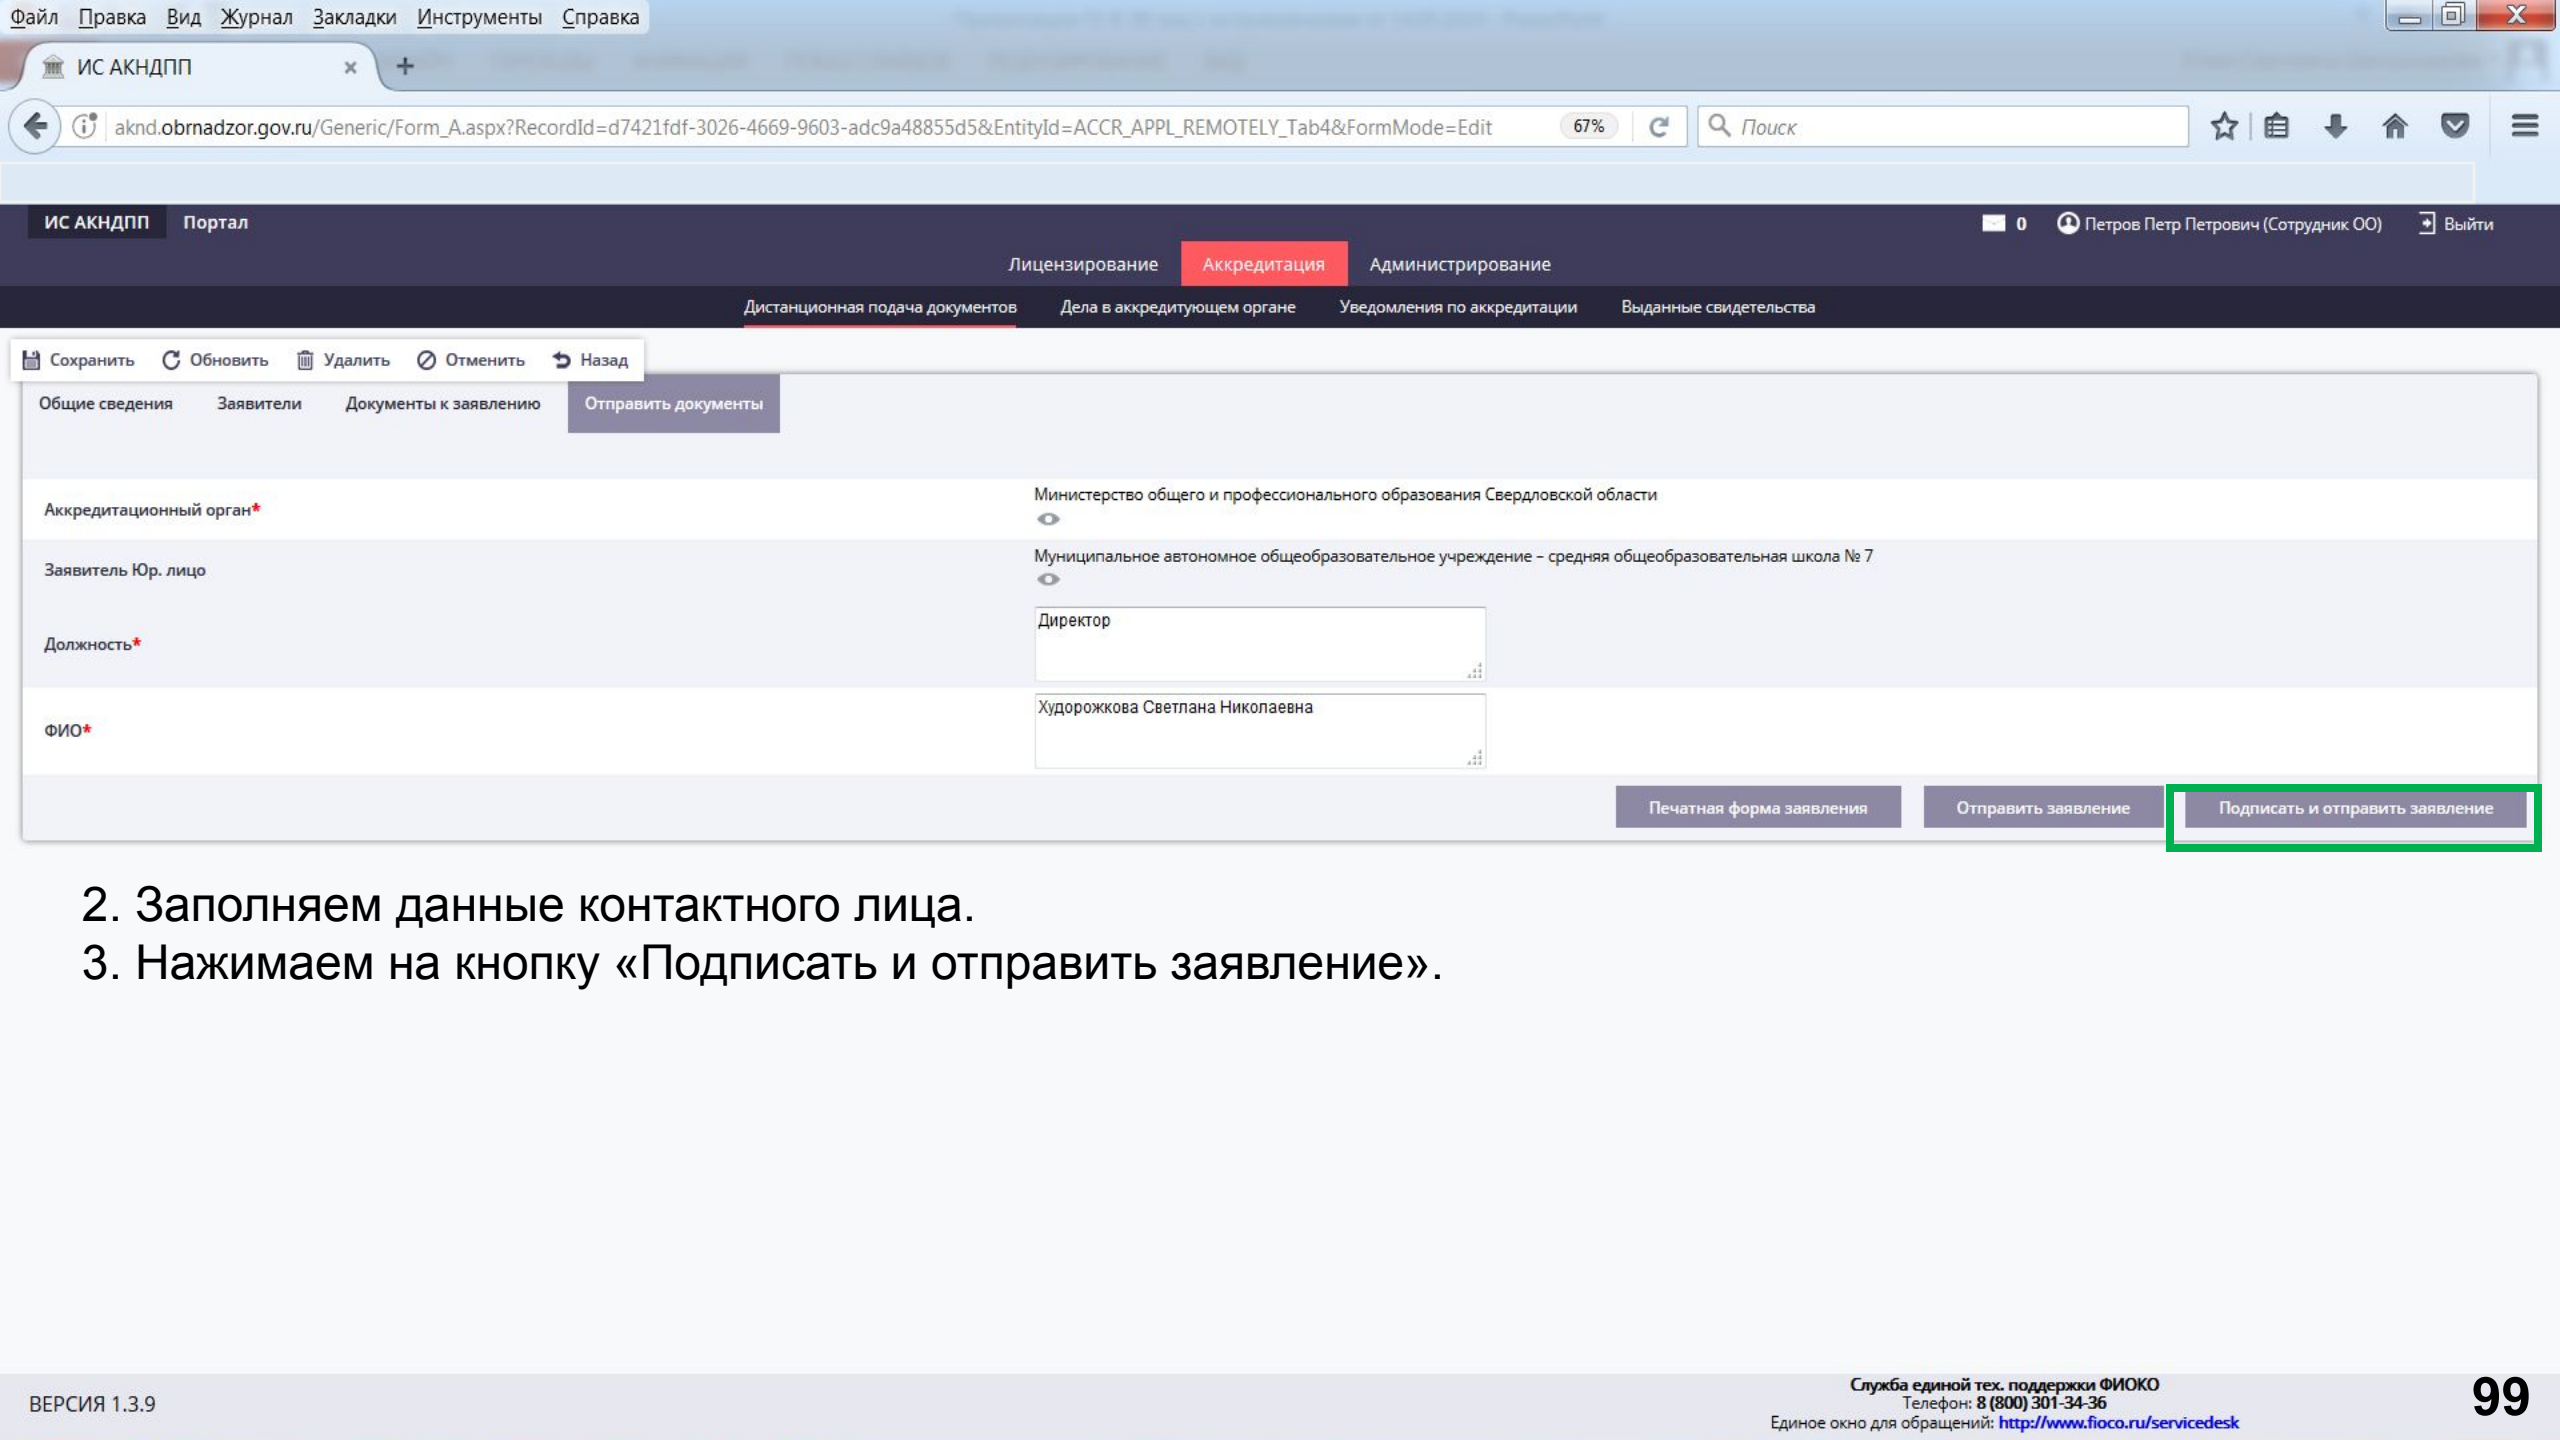 Файл Правка Вид Журнал Закладки Инструменты Справка
ИС АКНДПП
aknd.obrnadzor.gov.ru/Generic/Form_A.aspx?RecordId=d7421fdf-3026-4669-9603-adc9a48855d5&EntityId=ACCR_APPL_REMOTELY_Tab4&FormMode=Edit 67% Поиск
ИС АКНДПП Портал 0 Петров Петр Петрович (Сотрудник ОО) Выйти
Лицензирование Аккредитация Администрирование
Дистанционная подача документов Дела в аккредитующем органе Уведомления по аккредитации Выданные свидетельства
Сохранить Обновить Удалить Отменить Назад
Общие сведения Заявители Документы к заявлению Отправить документы
Аккредитационный орган* Министерство общего и профессионального образования Свердловской области
Заявитель Юр. лицо Муниципальное автономное общеобразовательное учреждение – средняя общеобразовательная школа № 7
Должность* Директор
ФИО* Худорожкова Светлана Николаевна
Печатная форма заявления Отправить заявление Подписать и отправить заявление
2. Заполняем данные контактного лица.
3. Нажимаем на кнопку «Подписать и отправить заявление».
ВЕРСИЯ 1.3.9
Служба единой тех. поддержки ФИОКО
Телефон: 8 (800) 301-34-36
Единое окно для обращений: http://www.fioco.ru/servicedesk
99